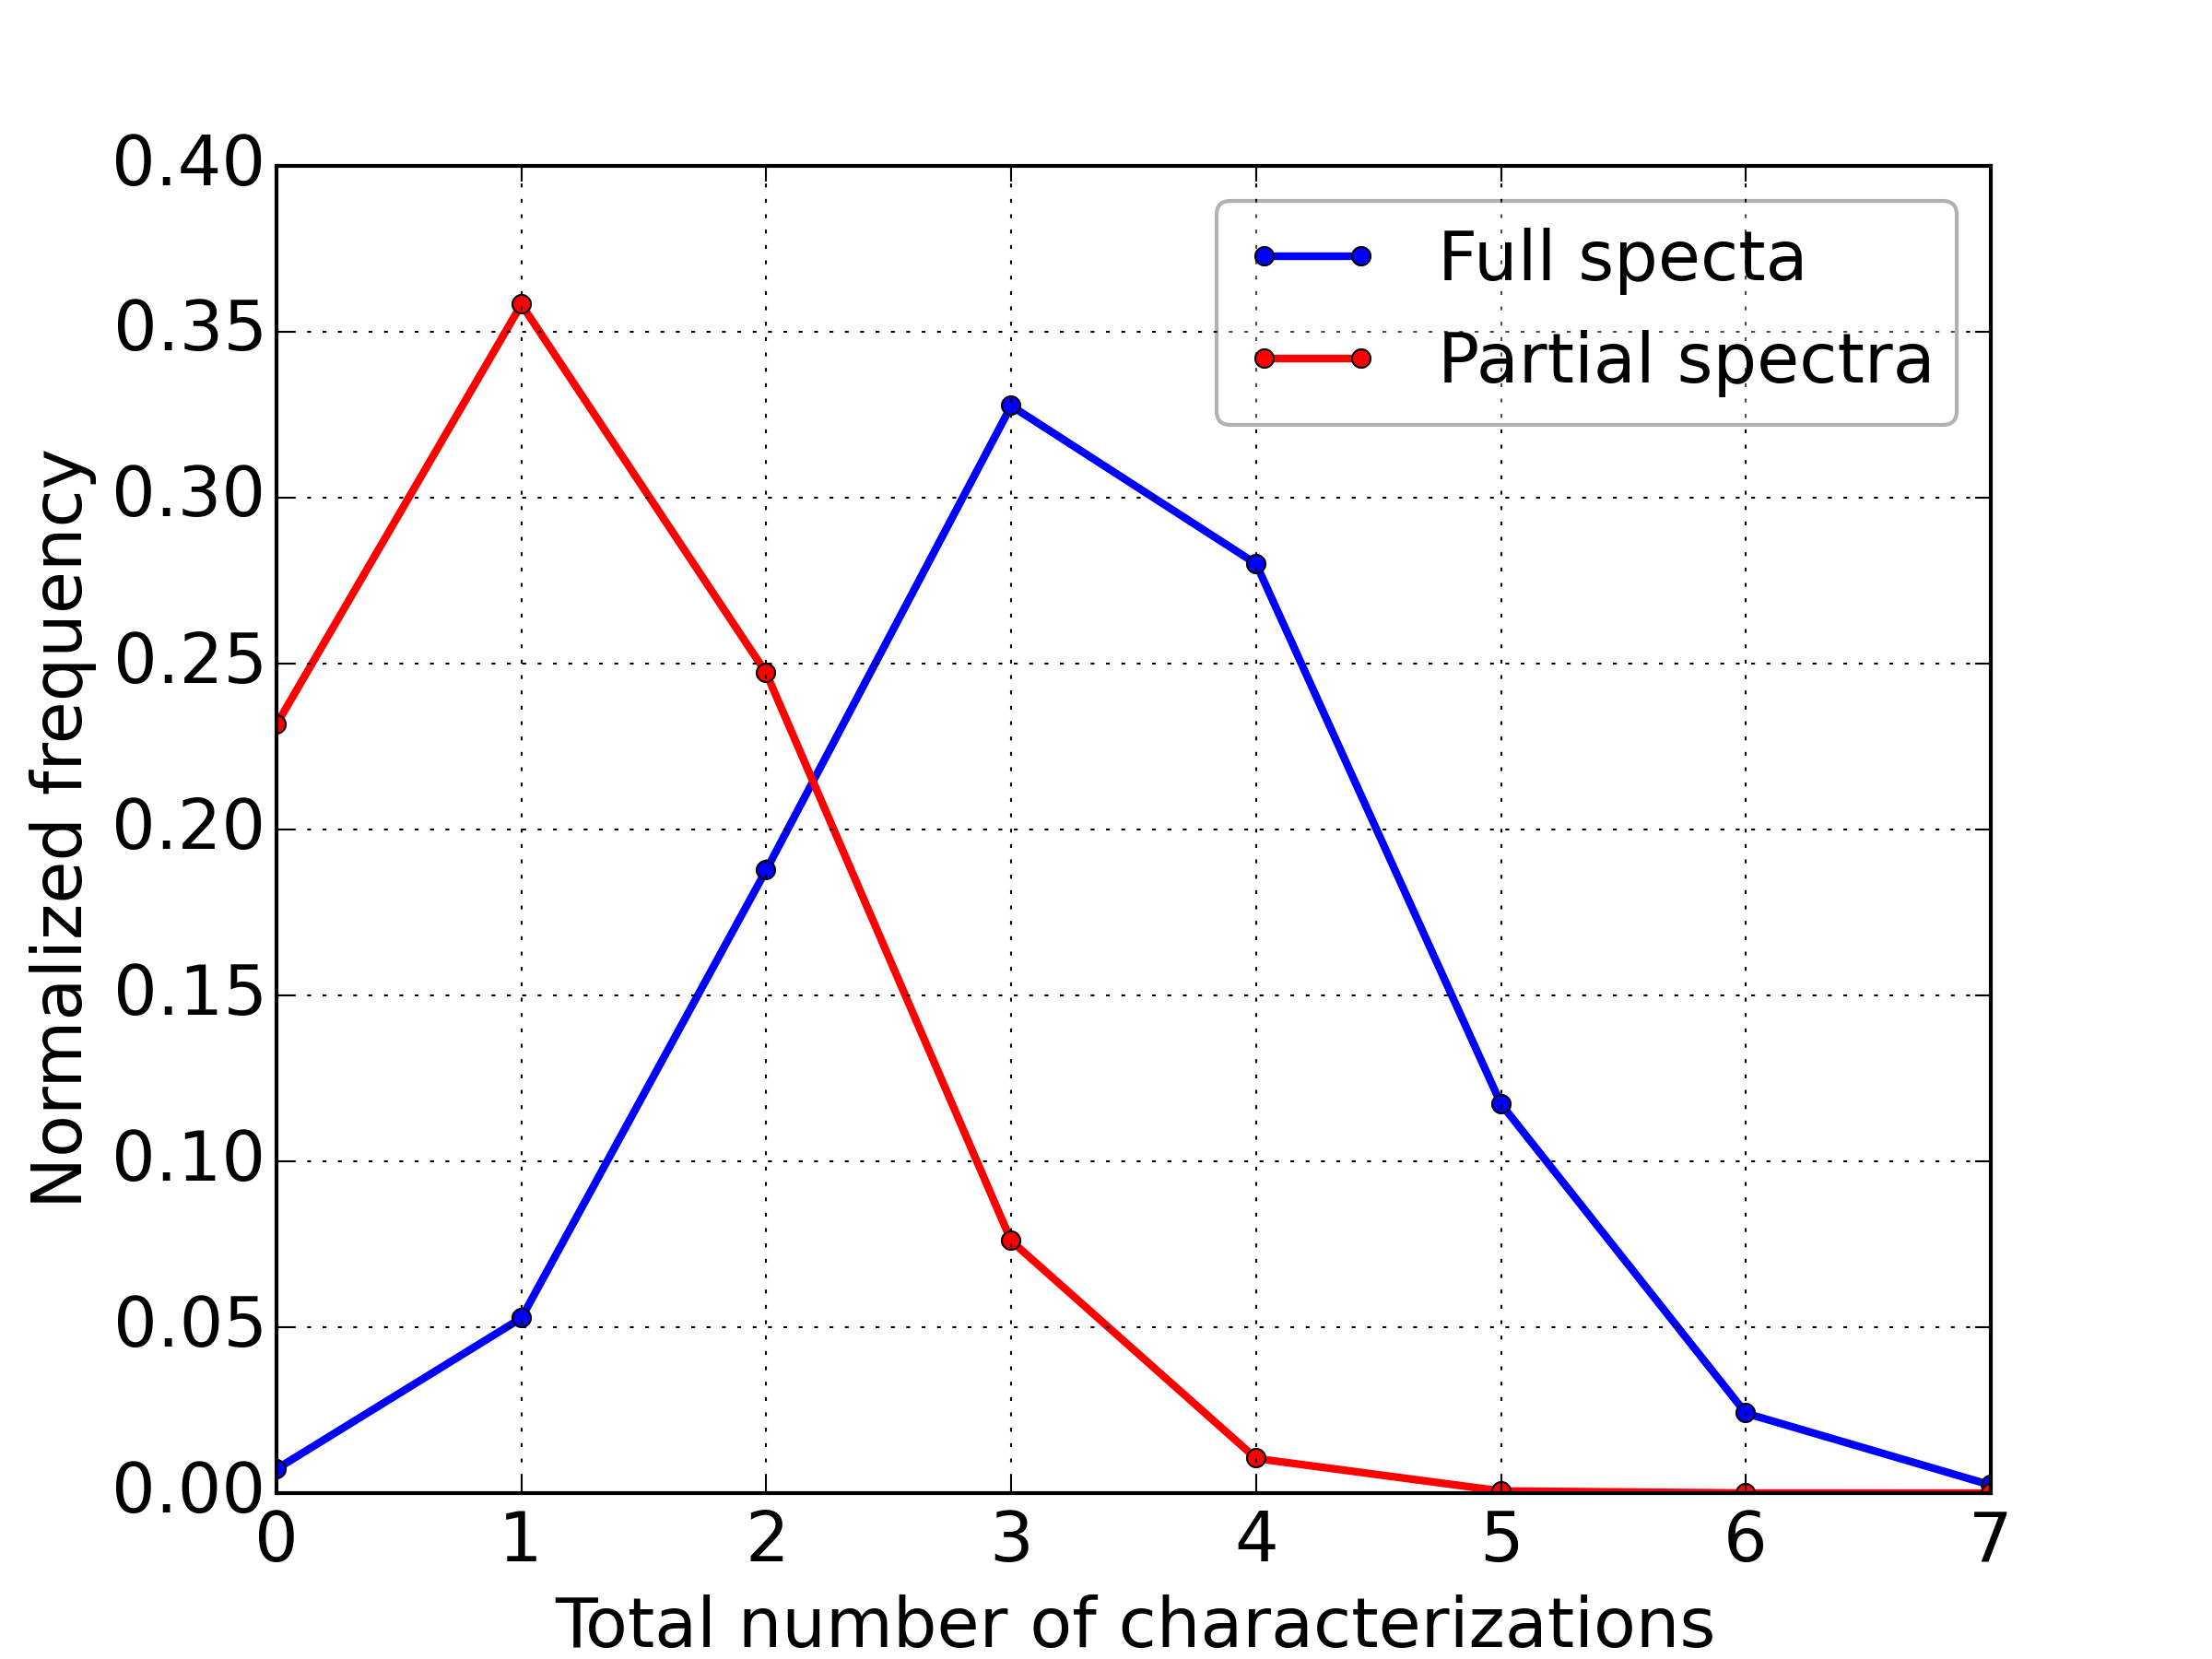 0.40
0.35
0.30
0.25
0.20
0.15
0.10
0.05
0.00
Normalized frequency
Full specta
Partial spectra
0 1 2 3 4 5 6 7
Total number of characterizations